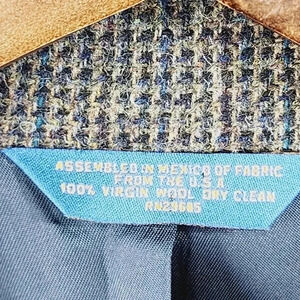 ASSEMBLED IN MEXICO OF FABRIC
FROM THE U.S.A
100% VIRGIN WOOL DRY CLEAN
RN29685